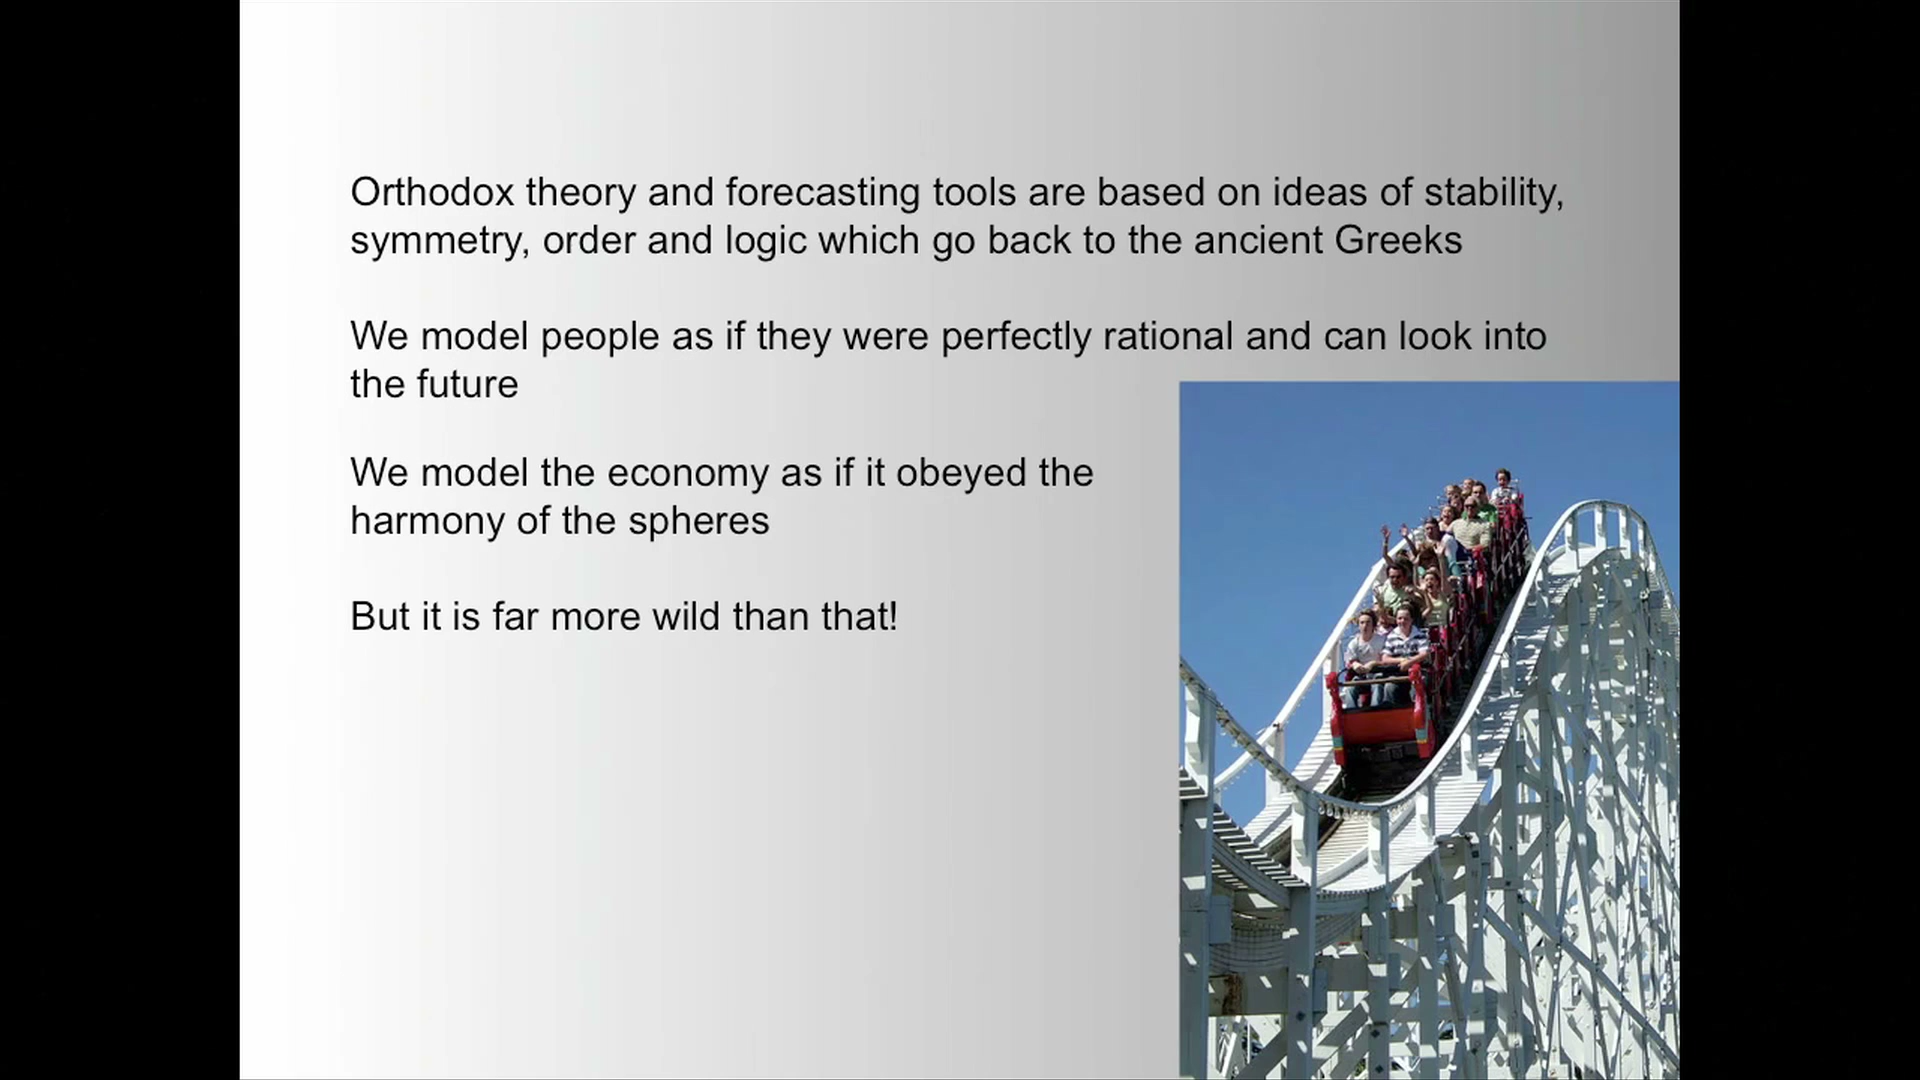 Orthodox theory and forecasting tools are based on ideas of stability,
symmetry, order and logic which go back to the ancient Greeks
We model people as if they were perfectly rational and can look into
the future
We model the economy as if it obeyed the
harmony of the spheres
But it is far more wild than that!